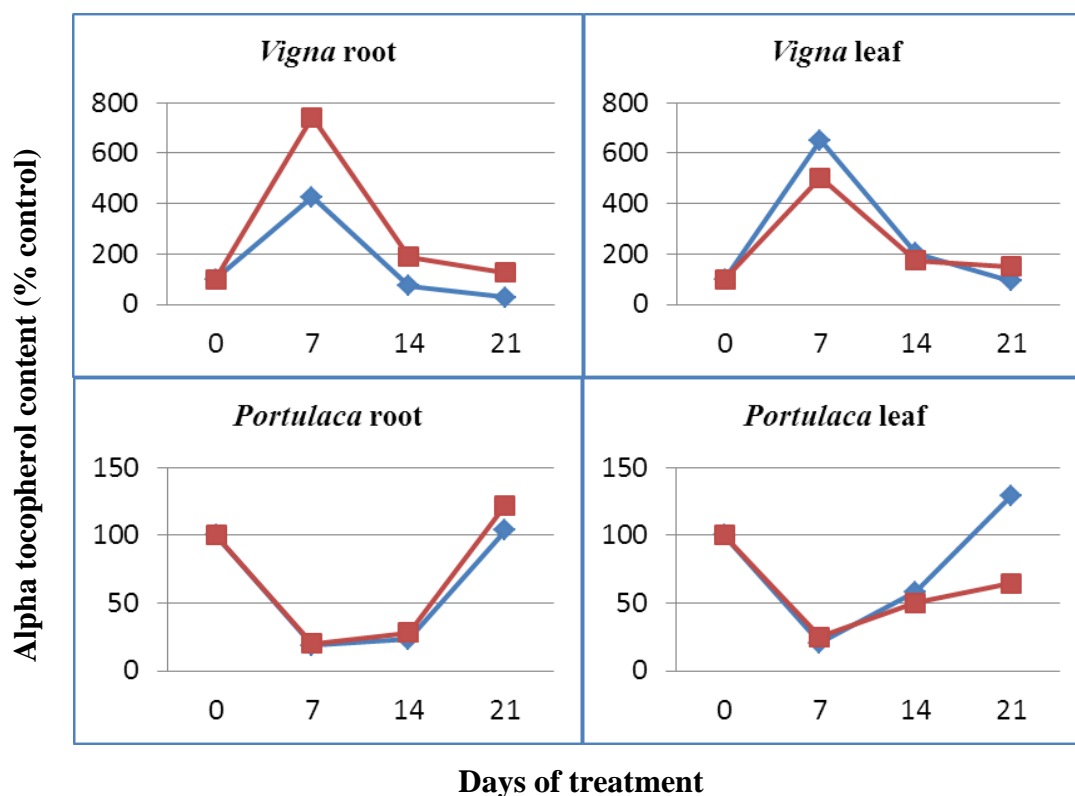 Alpha tocopherol content (% control)
Vigna root
800
600
400
200
0
0 7 14 21
Vigna leaf
800
600
400
200
0
0 7 14 21
Portulaca root
150
100
50
0
0 7 14 21
Portulaca leaf
150
100
50
0
0 7 14 21
Days of treatment